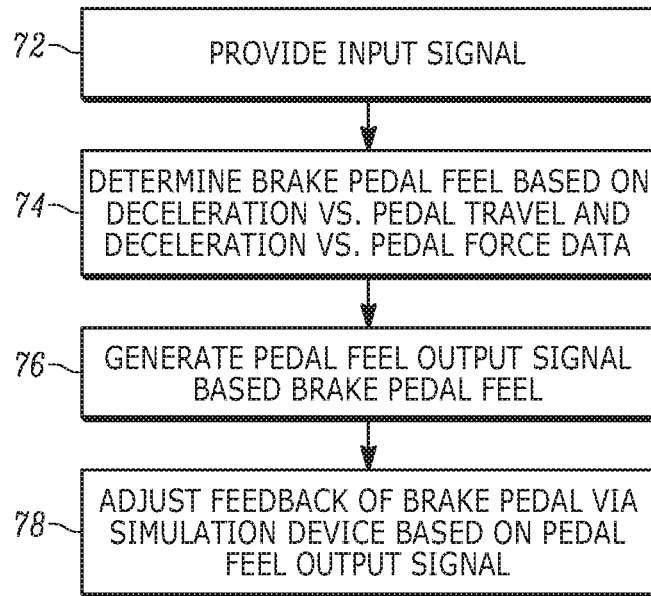 72
PROVIDE INPUT SIGNAL
74
DETERMINE BRAKE PEDAL FEEL BASED ON
DECELERATION VS. PEDAL TRAVEL AND
DECELERATION VS. PEDAL FORCE DATA
76
GENERATE PEDAL FEEL OUTPUT SIGNAL
BASED BRAKE PEDAL FEEL
78
ADJUST FEEDBACK OF BRAKE PEDAL VIA
SIMULATION DEVICE BASED ON PEDAL
FEEL OUTPUT SIGNAL